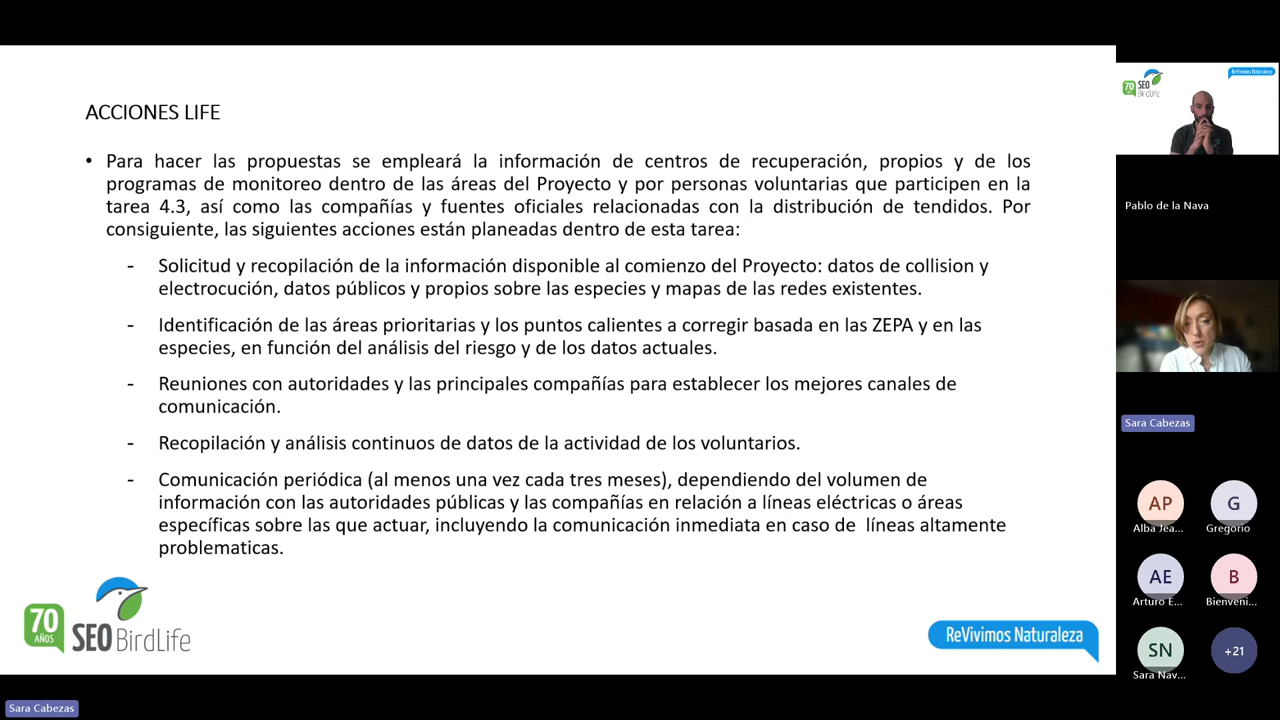 ACCIONES LIFE
• Para hacer las propuestas se empleará la información de centros de recuperación, propios y de los
programas de monitoreo dentro de las áreas del Proyecto y por personas voluntarias que participen en la
tarea 4.3, así como las compañías y fuentes oficiales relacionadas con la distribución de tendidos. Por
consiguiente, las siguientes acciones están planeadas dentro de esta tarea:
- Solicitud y recopilación de la información disponible al comienzo del Proyecto: datos de collision y
electrocución, datos públicos y propios sobre las especies y mapas de las redes existentes.
- Identificación de las áreas prioritarias y los puntos calientes a corregir basada en las ZEPA y en las
especies, en función del análisis del riesgo y de los datos actuales.
- Reuniones con autoridades y las principales compañías para establecer los mejores canales de
comunicación.
- Recopilación y análisis continuos de datos de la actividad de los voluntarios.
- Comunicación periódica (al menos una vez cada tres meses), dependiendo del volumen de
información con las autoridades públicas y las compañías en relación a líneas eléctricas o áreas
específicas sobre las que actuar, incluyendo la comunicación inmediata en caso de líneas altamente
problematicas.
70 AÑOS
SEO BirdLife
ReVivimos Naturaleza
70
SEO
BirdLife
ReVivimos Naturaleza
Pablo de la Nava
Sara Cabezas
AP
G
Alba Jea...
Gregorio
AE
B
Arturo E...
Bienveni...
SN
+21
Sara Nav...
Sara Cabezas